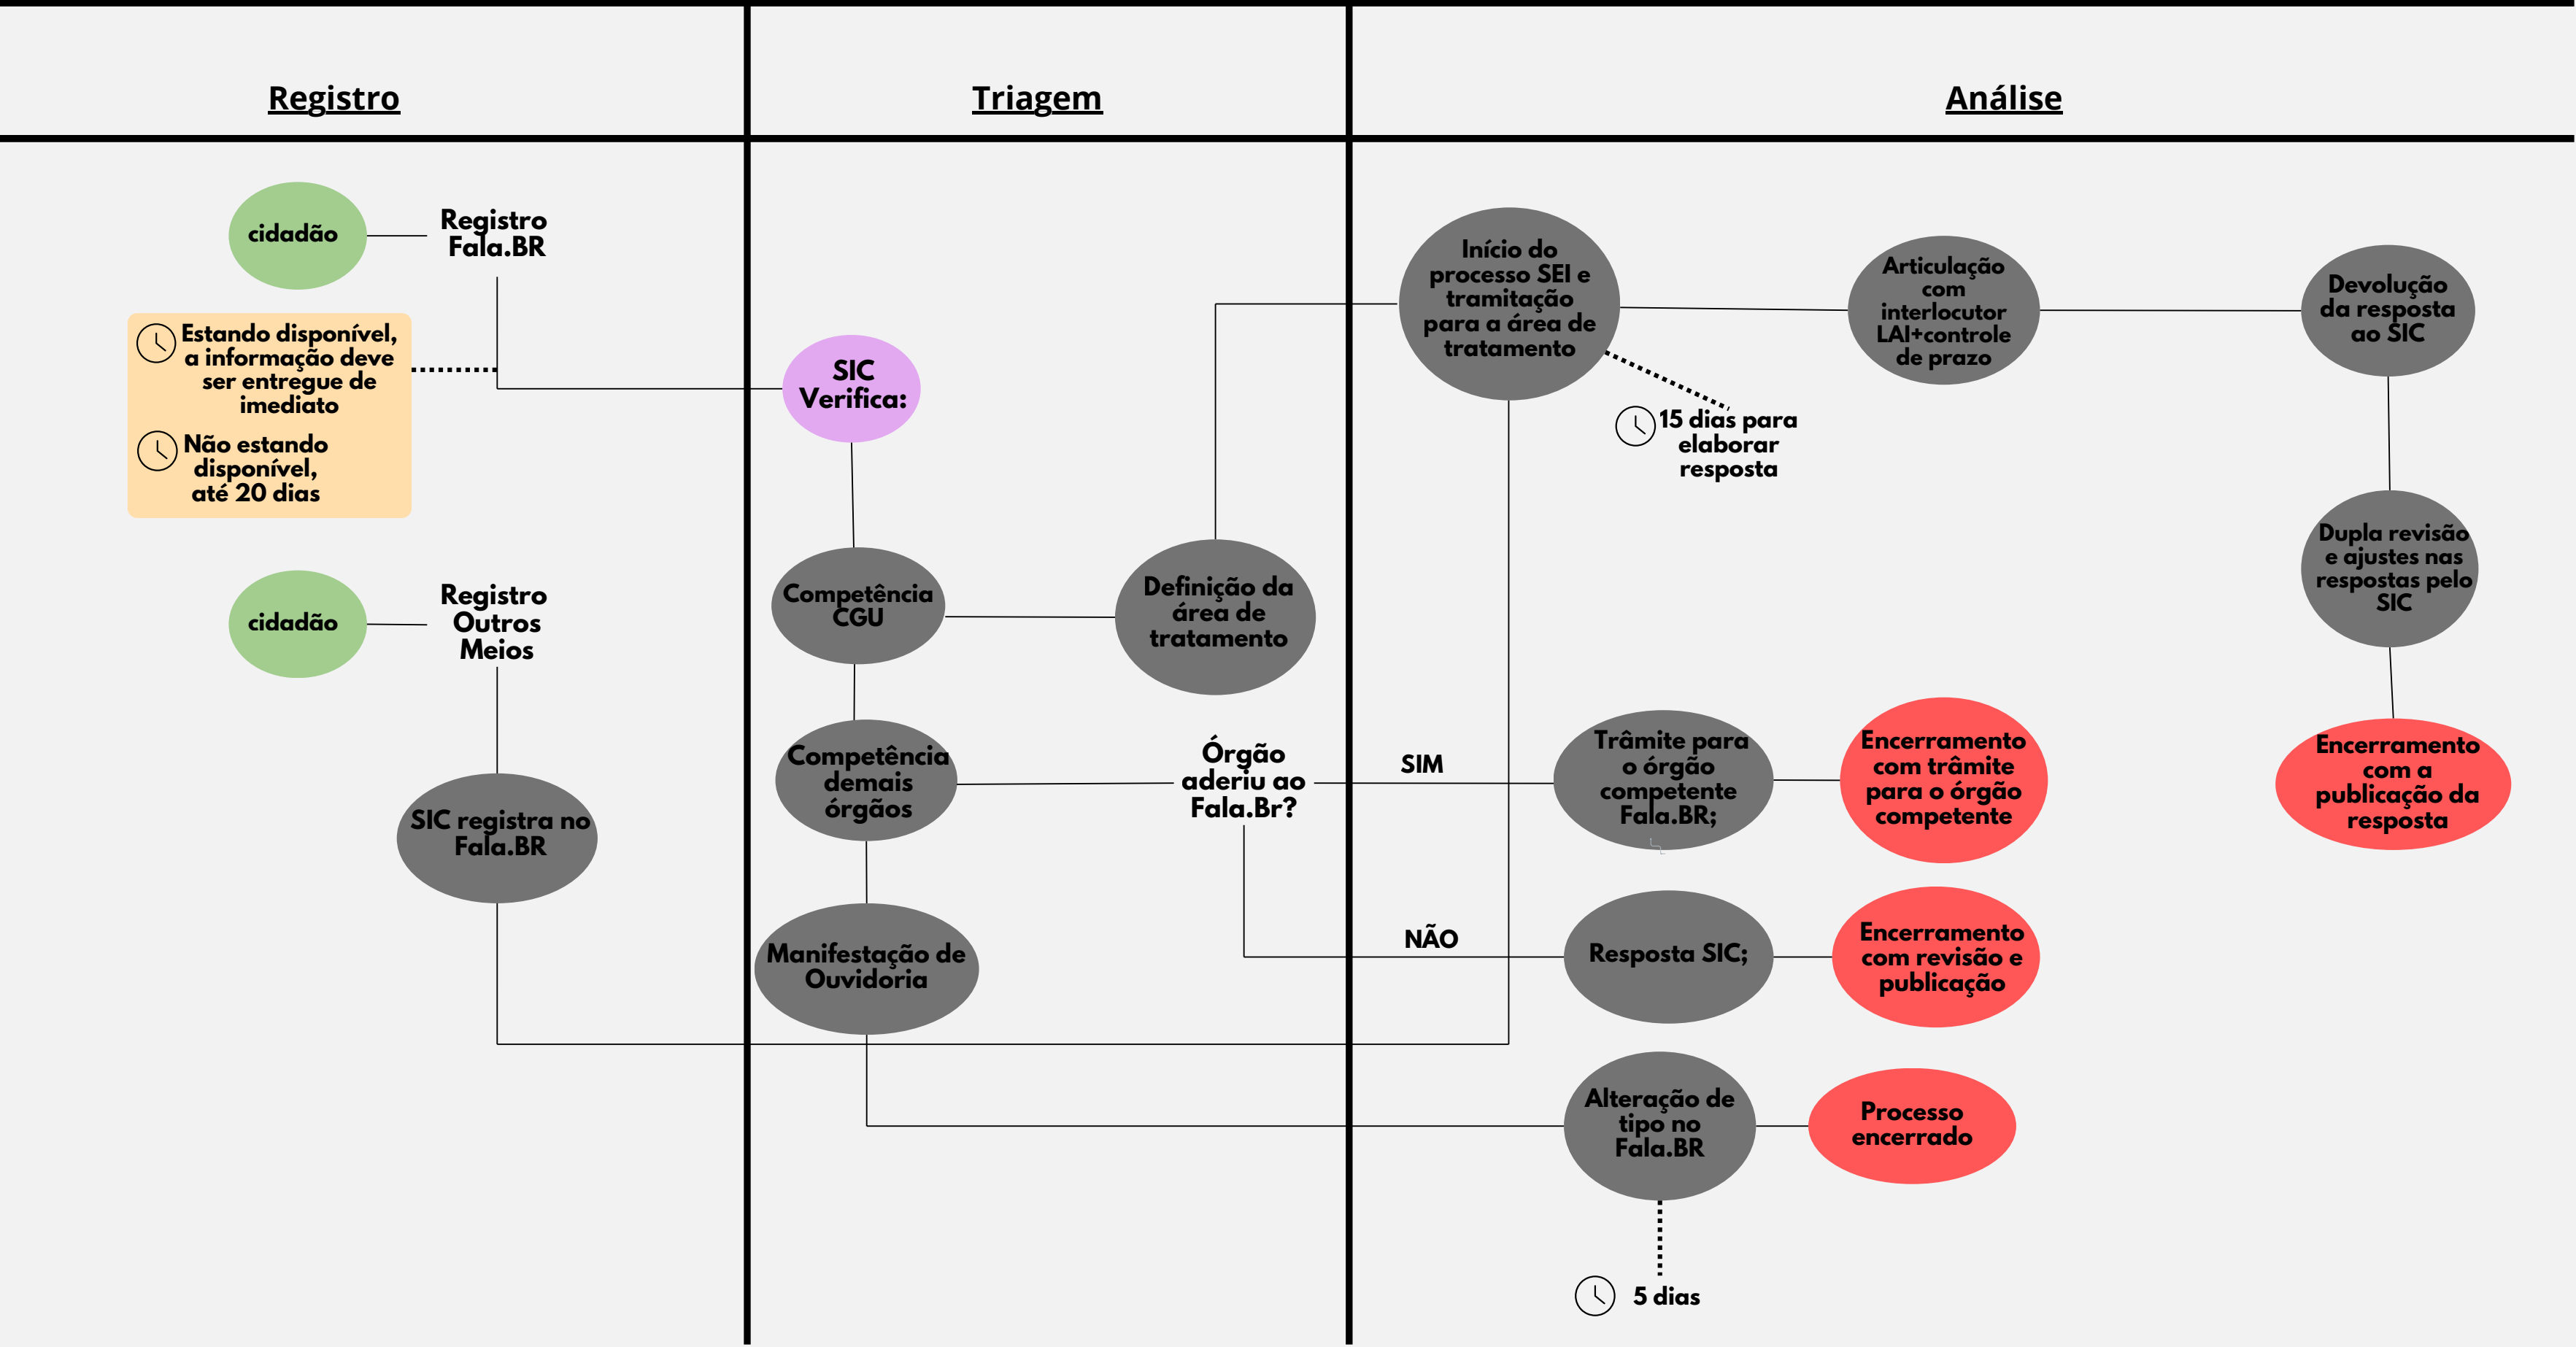 Registro
Triagem
Análise
cidadão
Registro
Fala.BR
Estando disponível,
a informação deve
ser entregue de
imediato
Não estando
disponível,
até 20 dias
cidadão
Registro
Outros
Meios
SIC registra no
Fala.BR
SIC
Verifica:
Competência
CGU
Definição da
área de
tratamento
Competência
demais
órgãos
Órgão
aderiu ao
Fala.Br?
Manifestação de
Ouvidoria
Início do
processo SEI e
tramitação
para a área de
tratamento
15 dias para
elaborar
resposta
Articulação
com
interlocutor
LAI+controle
de prazo
Devolução
da resposta
ao SIC
Dupla revisão
e ajustes nas
respostas pelo
SIC
Encerramento
com a
publicação da
resposta
SIM
Trâmite para
o órgão
competente
Fala.BR;
Encerramento
com trâmite
para o órgão
competente
NÃO
Resposta SIC;
Encerramento
com revisão e
publicação
Alteração de
tipo no
Fala.BR
Processo
encerrado
5 dias